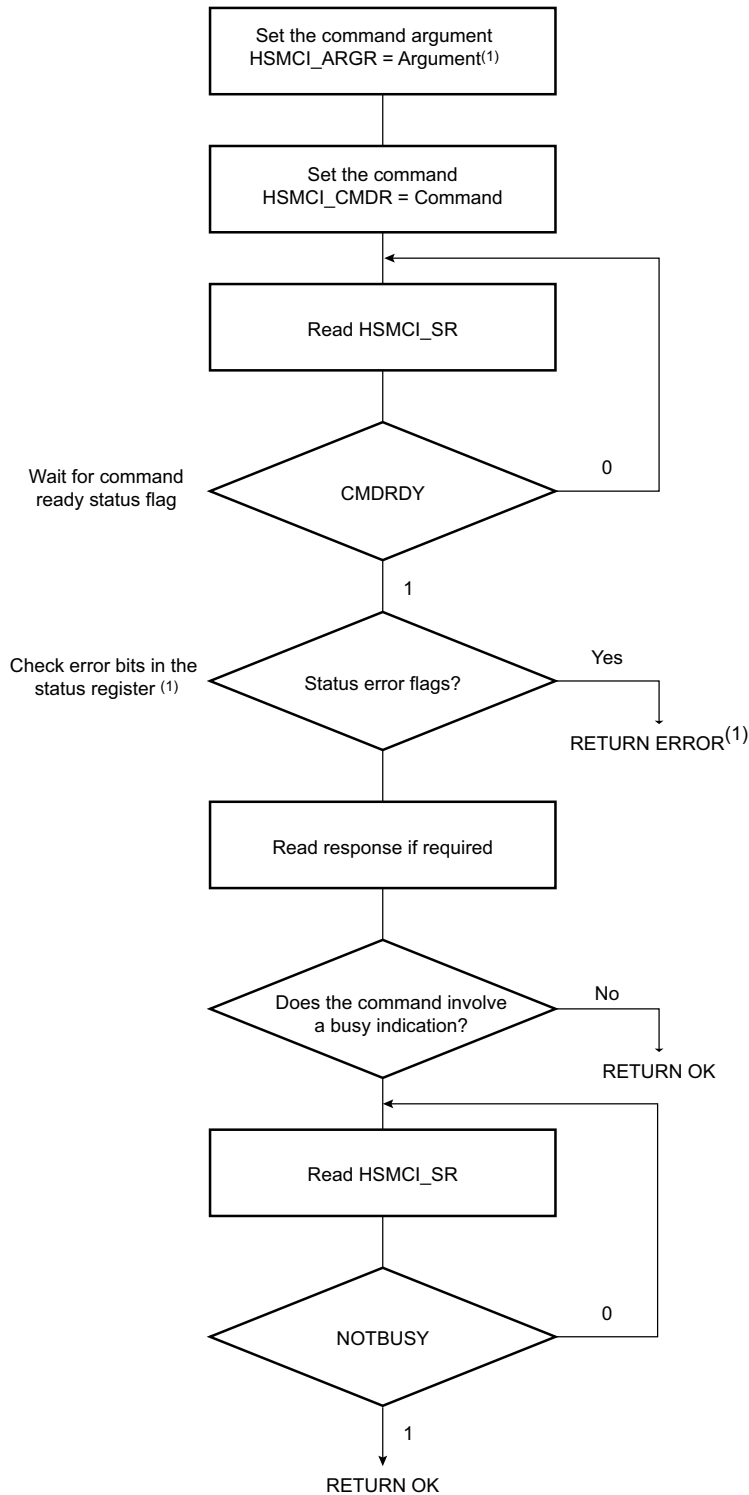 Set the command argument
HSMCI_ARGR = Argument(1)
Set the command
HSMCI_CMDR = Command
Read HSMCI_SR
Wait for command
ready status flag
CMDRDY
0
1
Check error bits in the
status register (1)
Status error flags?
Yes
RETURN ERROR(1)
Read response if required
Does the command involve
a busy indication?
No
RETURN OK
Read HSMCI_SR
NOTBUSY
0
1
RETURN OK